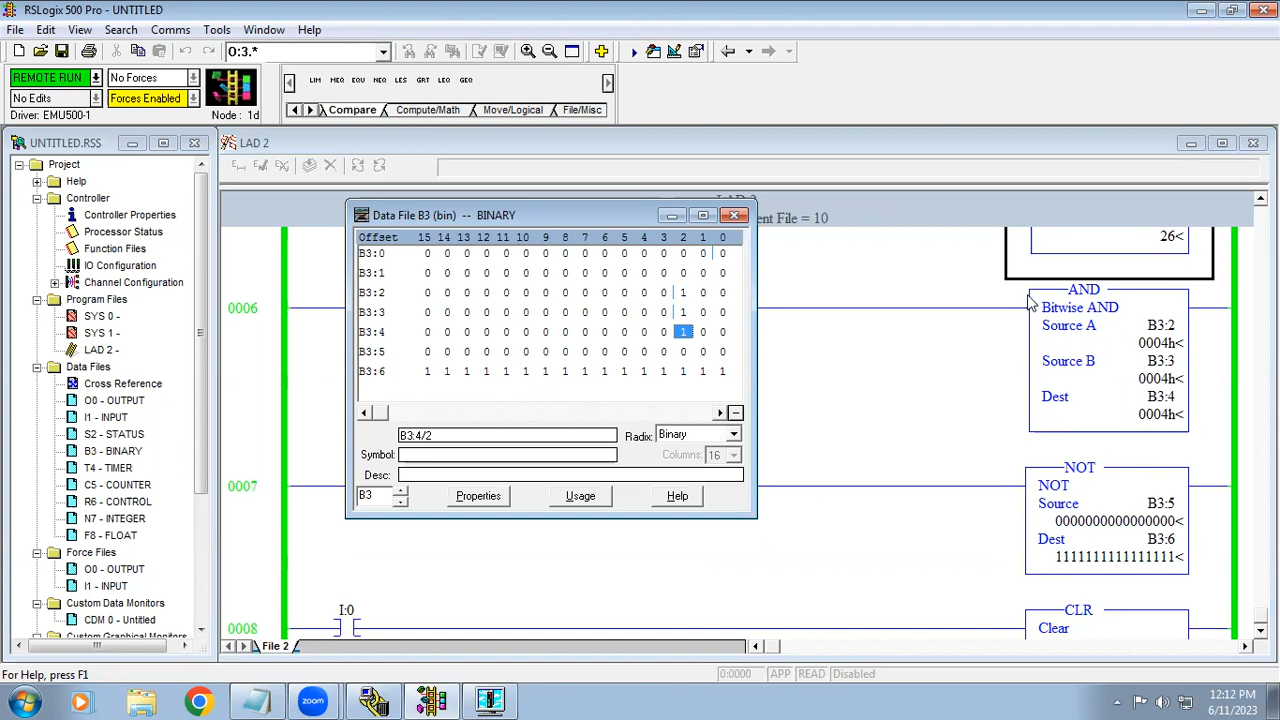 RSLogix 500 Pro - UNTITLED
File Edit View Search Comms Tools Window Help
O:3.*
REMOTE RUN No Forces
No Edits Forces Enabled
Driver: EMU500-1 Node : 1d
LIM MEQ EQU NEQ LES GRT LEQ GEQ
Compare Compute/Math Move/Logical File/Misc
UNTITLED.RSS
Project
Help
Controller
Controller Properties
Processor Status
Function Files
IO Configuration
Channel Configuration
Program Files
SYS 0 -
SYS 1 -
LAD 2 -
Data Files
Cross Reference
O0 - OUTPUT
I1 - INPUT
S2 - STATUS
B3 - BINARY
T4 - TIMER
C5 - COUNTER
R6 - CONTROL
N7 - INTEGER
F8 - FLOAT
Force Files
O0 - OUTPUT
I1 - INPUT
Custom Data Monitors
CDM 0 - Untitled
Custom Graphical Monitors
LAD 2
ent File = 10
26<
Data File B3 (bin) -- BINARY
Offset 15 14 13 12 11 10 9 8 7 6 5 4 3 2 1 0
B3:0 0 0 0 0 0 0 0 0 0 0 0 0 0 0 0 0
B3:1 0 0 0 0 0 0 0 0 0 0 0 0 0 0 0 0
B3:2 0 0 0 0 0 0 0 0 0 0 0 0 0 1 0 0
B3:3 0 0 0 0 0 0 0 0 0 0 0 0 0 1 0 0
B3:4 0 0 0 0 0 0 0 0 0 0 0 0 0 1 0 0
B3:5 0 0 0 0 0 0 0 0 0 0 0 0 0 0 0 0
B3:6 1 1 1 1 1 1 1 1 1 1 1 1 1 1 1 1
B3:4/2 Radix: Binary
Symbol: Columns: 16
Desc:
B3 Properties Usage Help
0006
AND
Bitwise AND
Source A B3:2
0004h<
Source B B3:3
0004h<
Dest B3:4
0004h<
0007
NOT
NOT
Source B3:5
0000000000000000<
Dest B3:6
1111111111111111<
0008
I:0
CLR
Clear
File 2
For Help, press F1
0:0000 APP READ Disabled
zoom
12:12 PM
6/11/2023